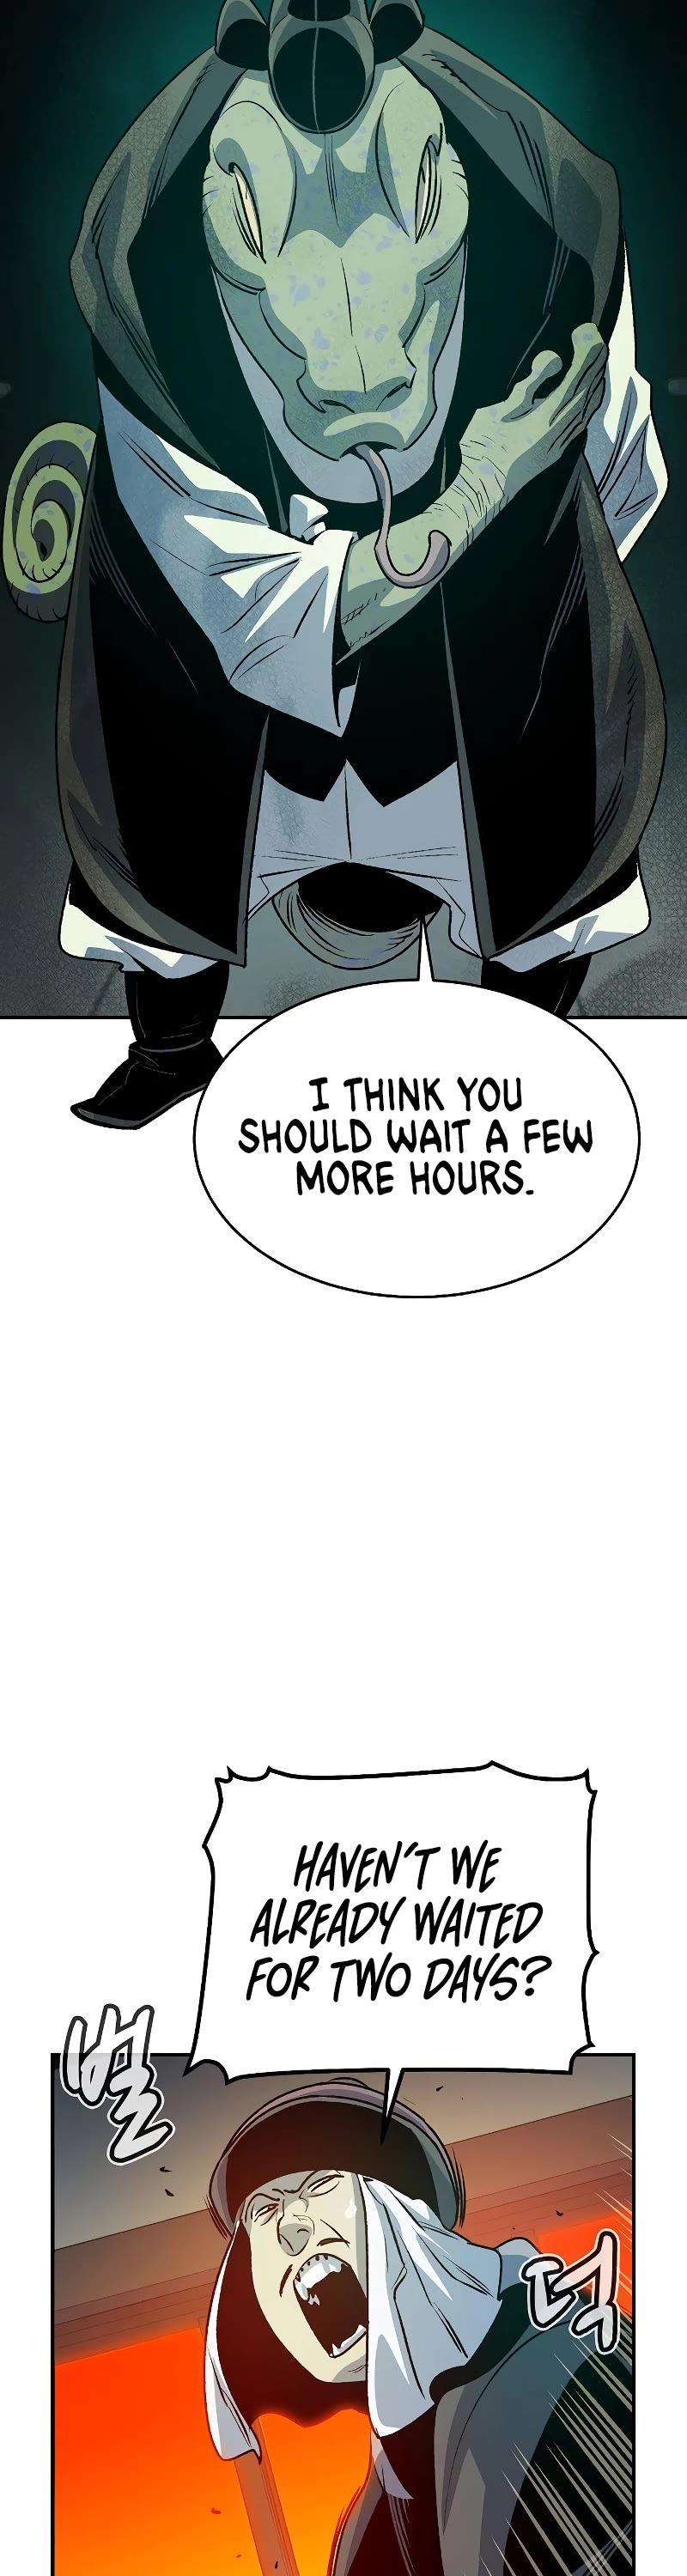 I THINK YOU
SHOULD WAIT A FEW
MORE HOURS.
HAVEN'T WE
ALREADY WAITED
FOR TWO DAYS?
벌
떡